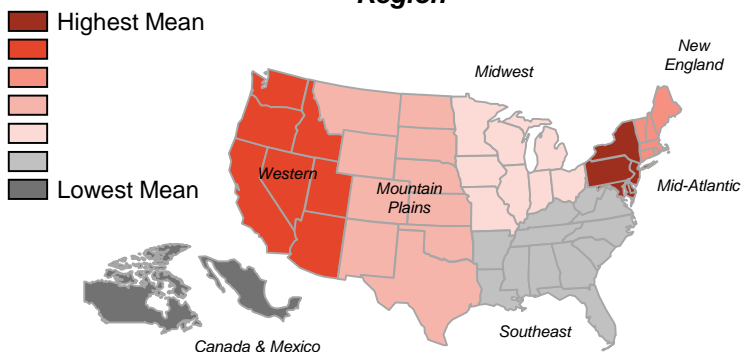 Region
Highest Mean
Lowest Mean
New
England
Midwest
Western
Mountain
Plains
Mid-Atlantic
Southeast
Canada & Mexico